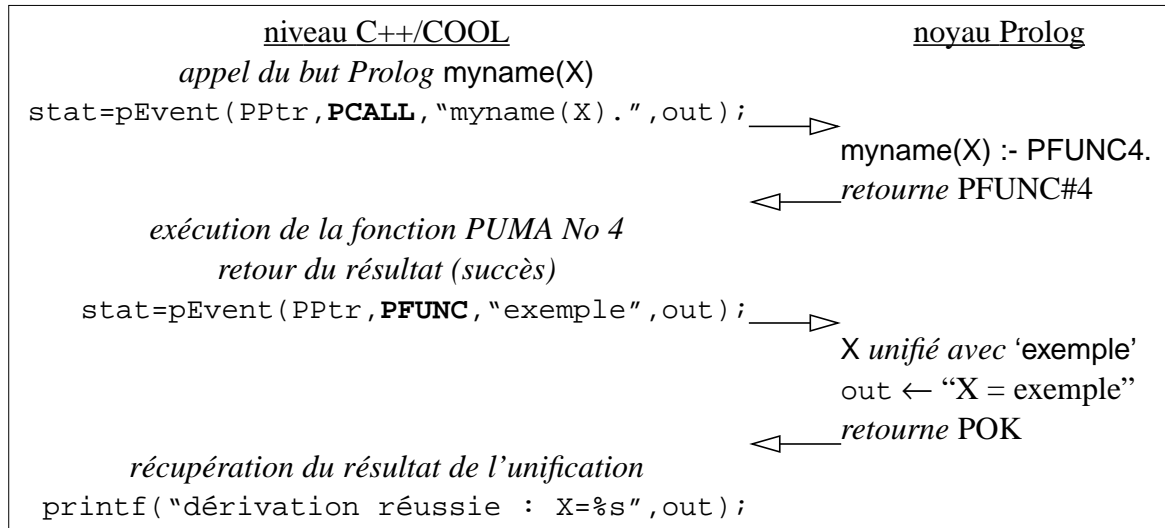 niveau C++/COOL noyau Prolog
appel du but Prolog myname(X)
stat=pEvent(PPtr,PCALL,“myname(X).”,out);
myname(X) :- PFUNC4.
retourne PFUNC#4
exécution de la fonction PUMA No 4
retour du résultat (succès)
stat=pEvent(PPtr,PFUNC,“exemple”,out);
X unifié avec ‘exemple’
out ← “X = exemple”
retourne POK
récupération du résultat de l’unification
printf(“dérivation réussie : X=%s”,out);